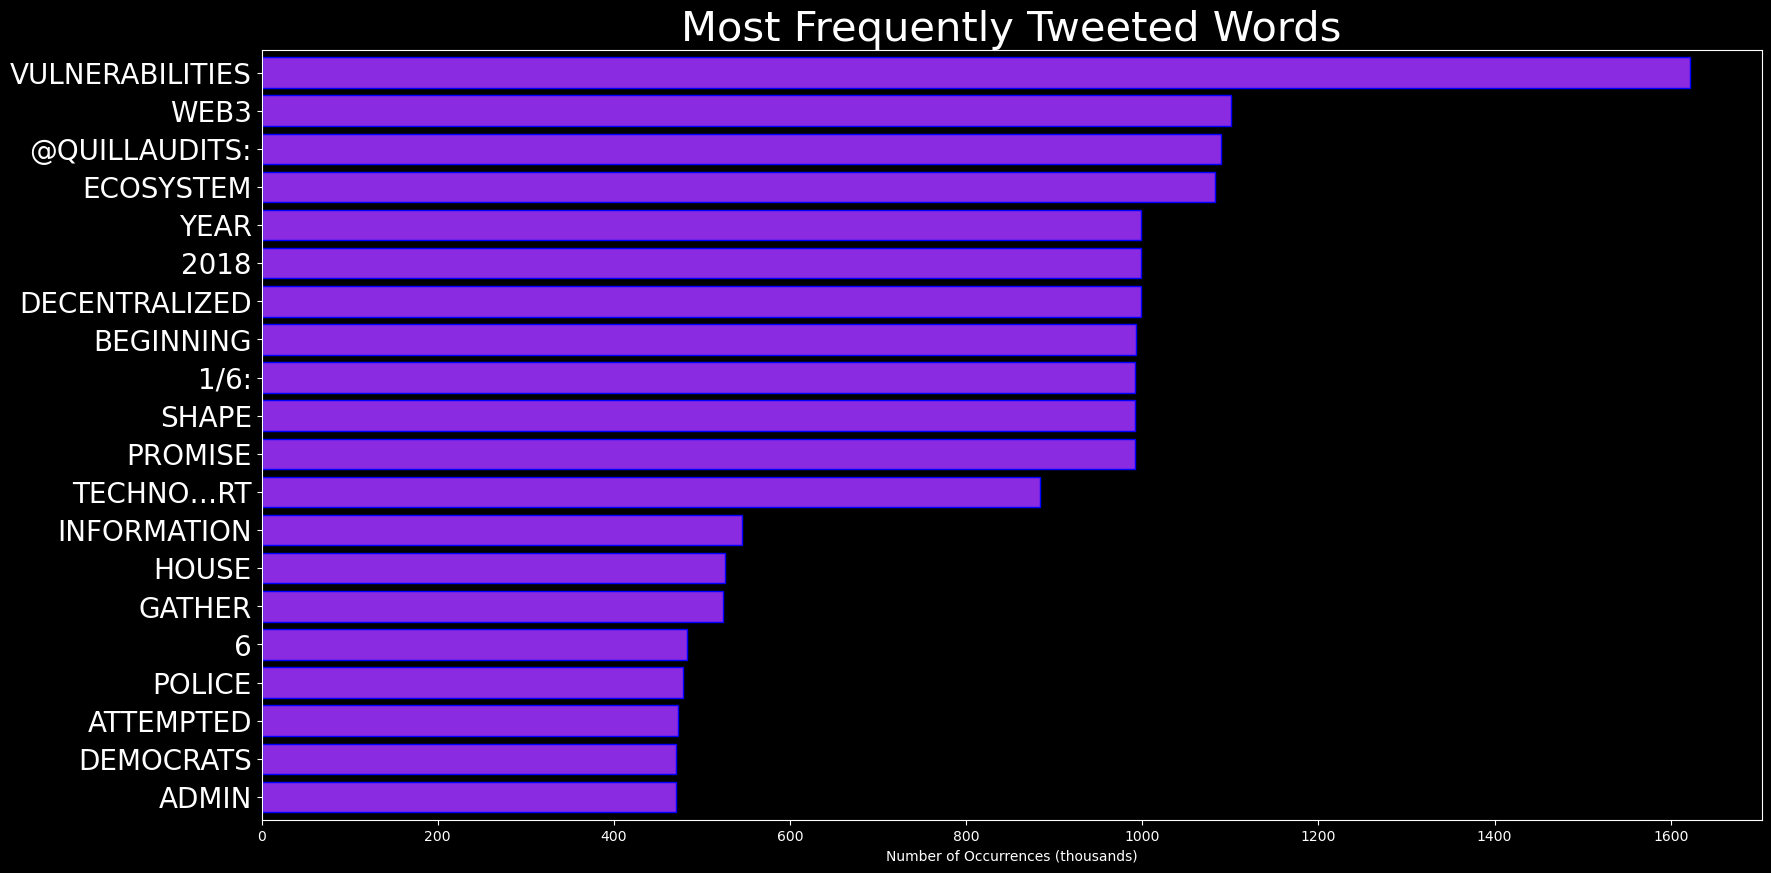 Most Frequently Tweeted Words
VULNERABILITIES
WEB3
@QUILLAUDITS:
ECOSYSTEM
YEAR
2018
DECENTRALIZED
BEGINNING
1/6:
SHAPE
PROMISE
TECHNO...RT
INFORMATION
HOUSE
GATHER
6
POLICE
ATTEMPTED
DEMOCRATS
ADMIN
0 200 400 600 800 1000 1200 1400 1600
Number of Occurrences (thousands)